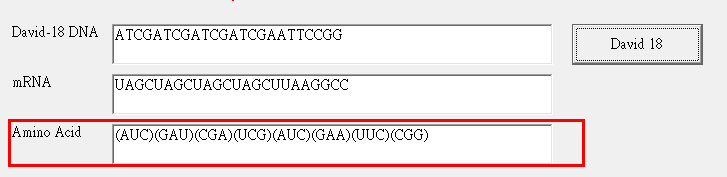 David-18 DNA ATCGATCGATCGATCGAATTCCGG David 18
mRNA UAGCUAGCUAGCUAGCUUAAGGCC
Amino Acid (AUC)(GAU)(CGA)(UCG)(AUC)(GAA)(UUC)(CGG)